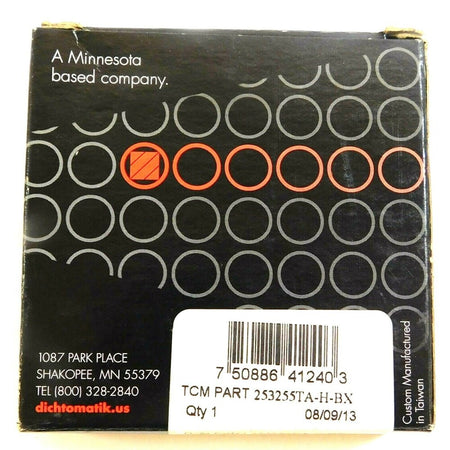 A Minnesota
based company.
1087 PARK PLACE
SHAKOPEE, MN 55379
TEL (800) 328-2840
dichtomatik.us
7 50886 41240 3
TCM PART 253255TA-H-BX
Qty 1 08/09/13
Custom Manufactured
in Taiwan